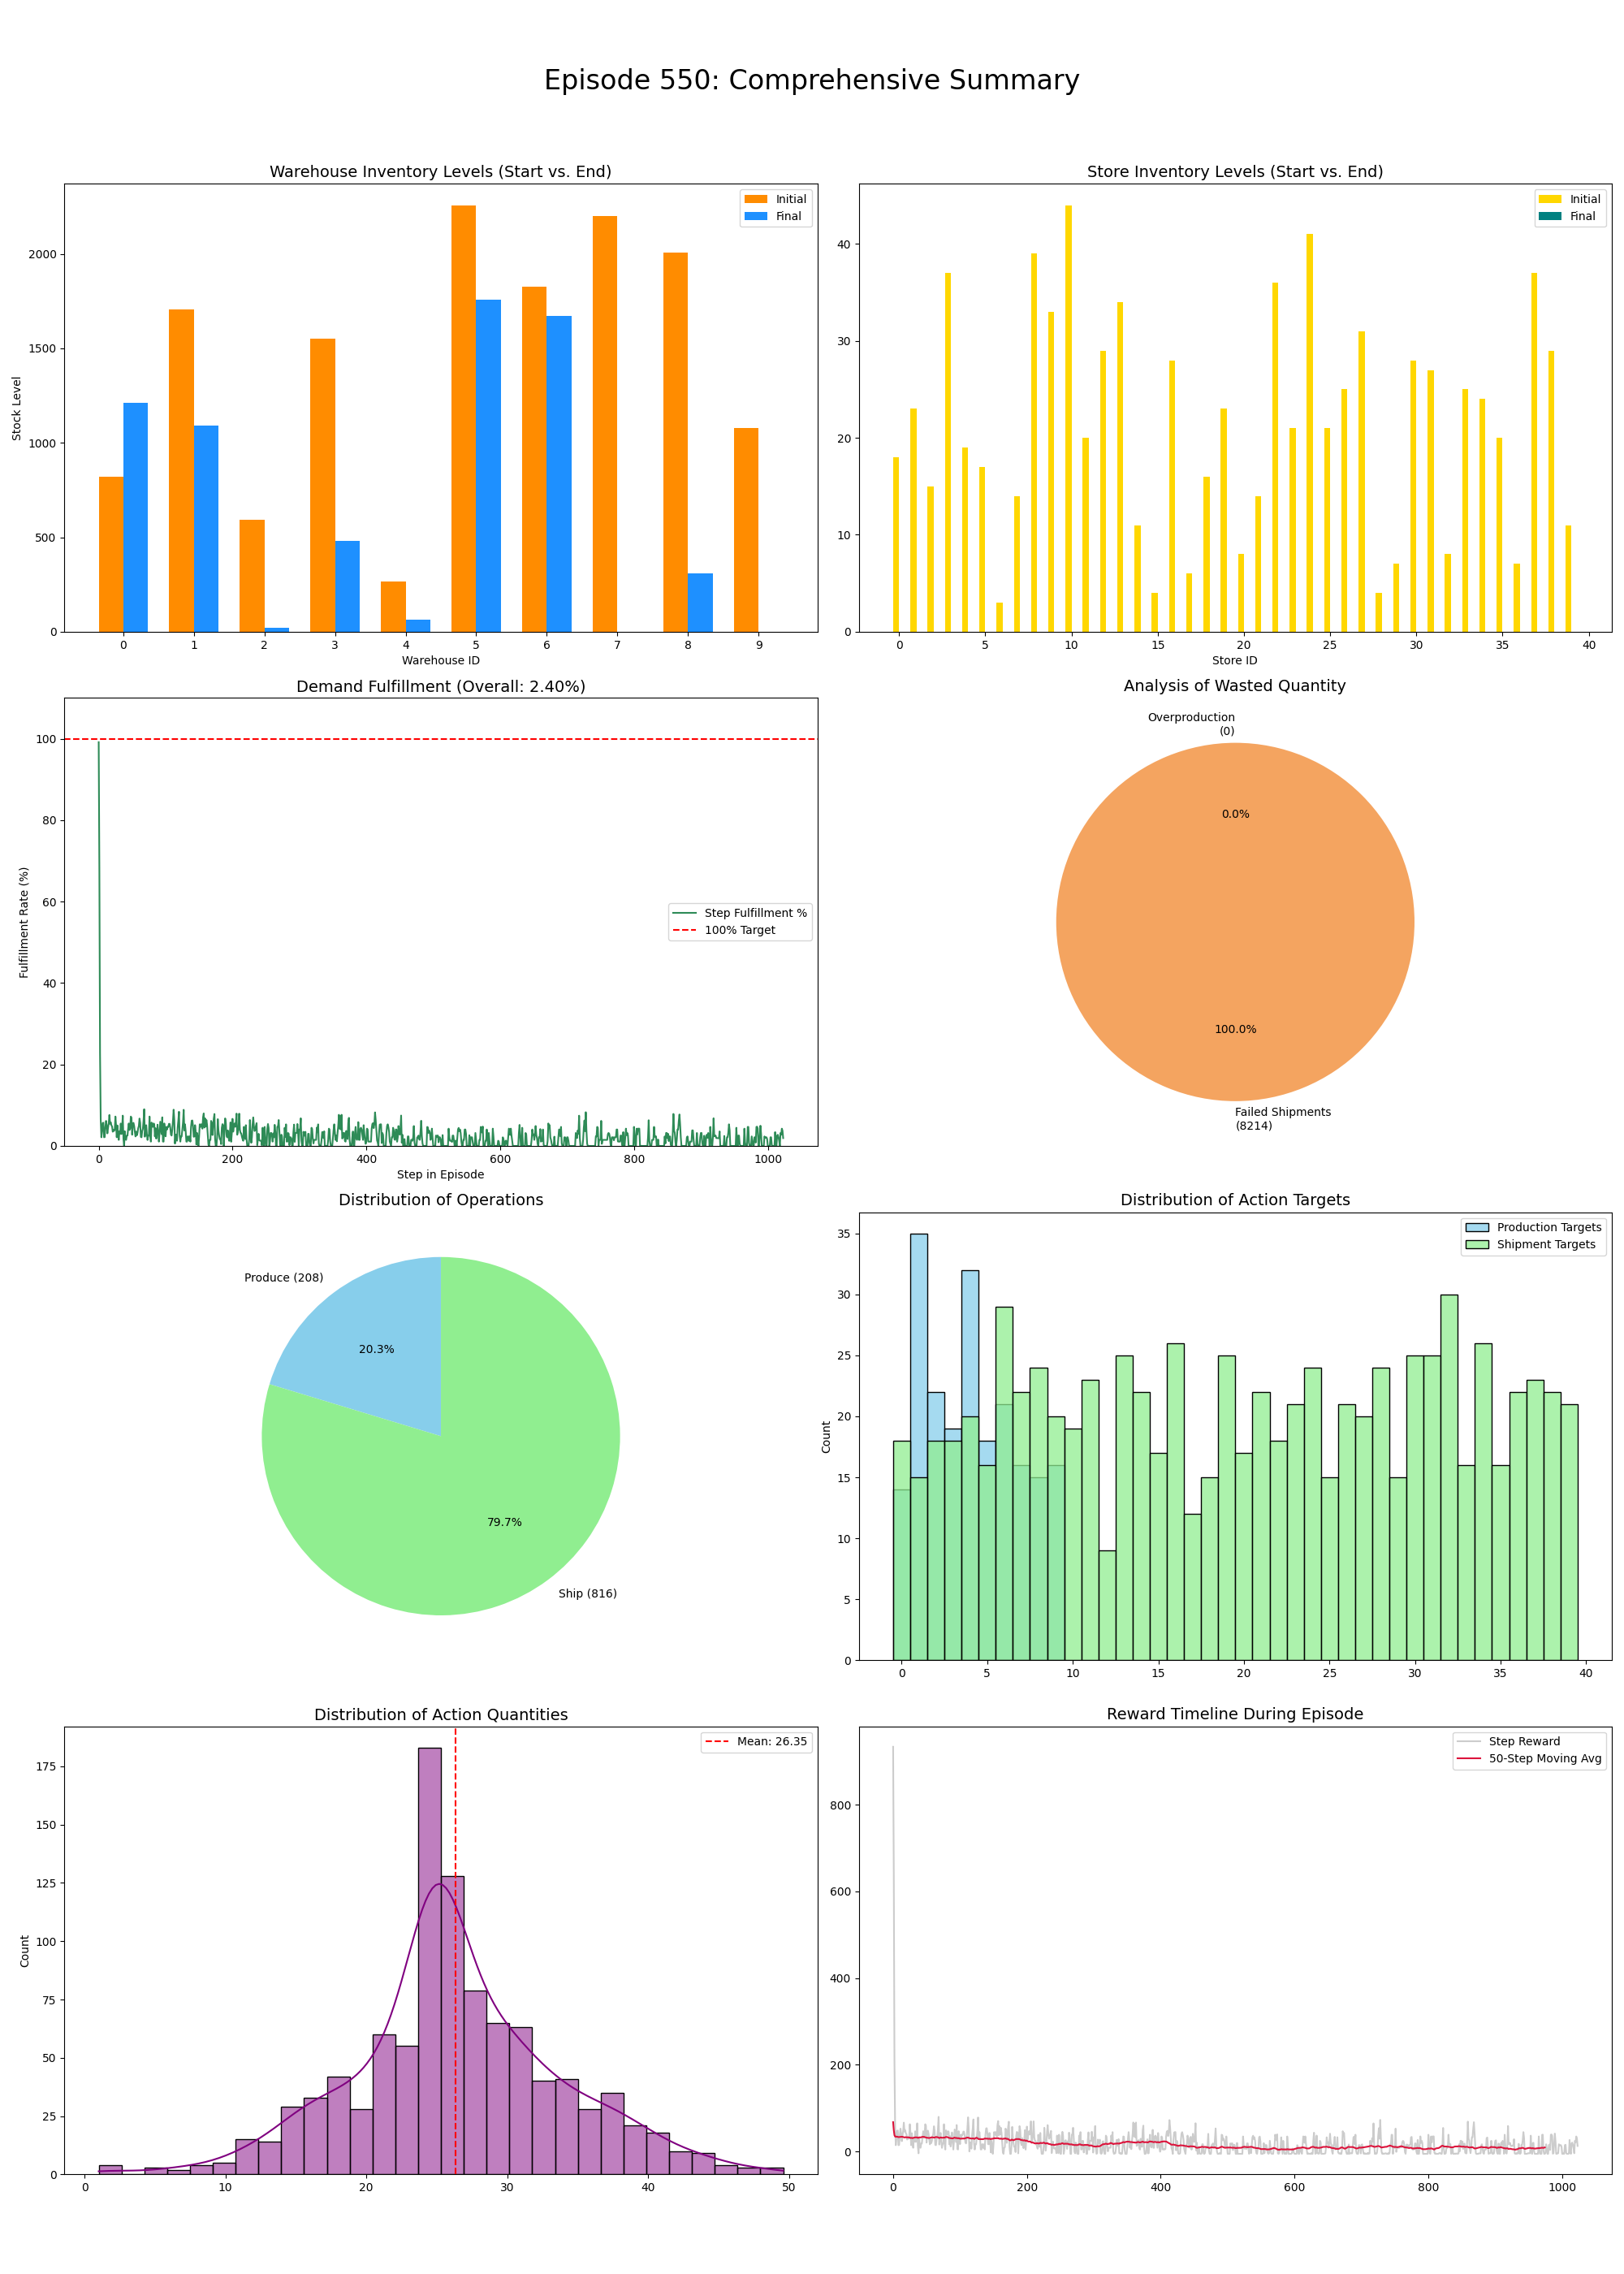 Episode 550: Comprehensive Summary
Warehouse Inventory Levels (Start vs. End)
Initial
Final
Stock Level
2000
1500
1000
500
0
0 1 2 3 4 5 6 7 8 9
Warehouse ID
Store Inventory Levels (Start vs. End)
Initial
Final
40
30
20
10
0
0 5 10 15 20 25 30 35 40
Store ID
Demand Fulfillment (Overall: 2.40%)
Fulfillment Rate (%)
100
80
60
40
20
0
Step Fulfillment %
100% Target
0 200 400 600 800 1000
Step in Episode
Analysis of Wasted Quantity
Overproduction
(0)
0.0%
100.0%
Failed Shipments
(8214)
Distribution of Operations
Produce (208)
20.3%
79.7%
Ship (816)
Distribution of Action Targets
Production Targets
Shipment Targets
Count
35
30
25
20
15
10
5
0
0 5 10 15 20 25 30 35 40
Distribution of Action Quantities
Mean: 26.35
Count
175
150
125
100
75
50
25
0
0 10 20 30 40 50
Reward Timeline During Episode
Step Reward
50-Step Moving Avg
800
600
400
200
0
0 200 400 600 800 1000